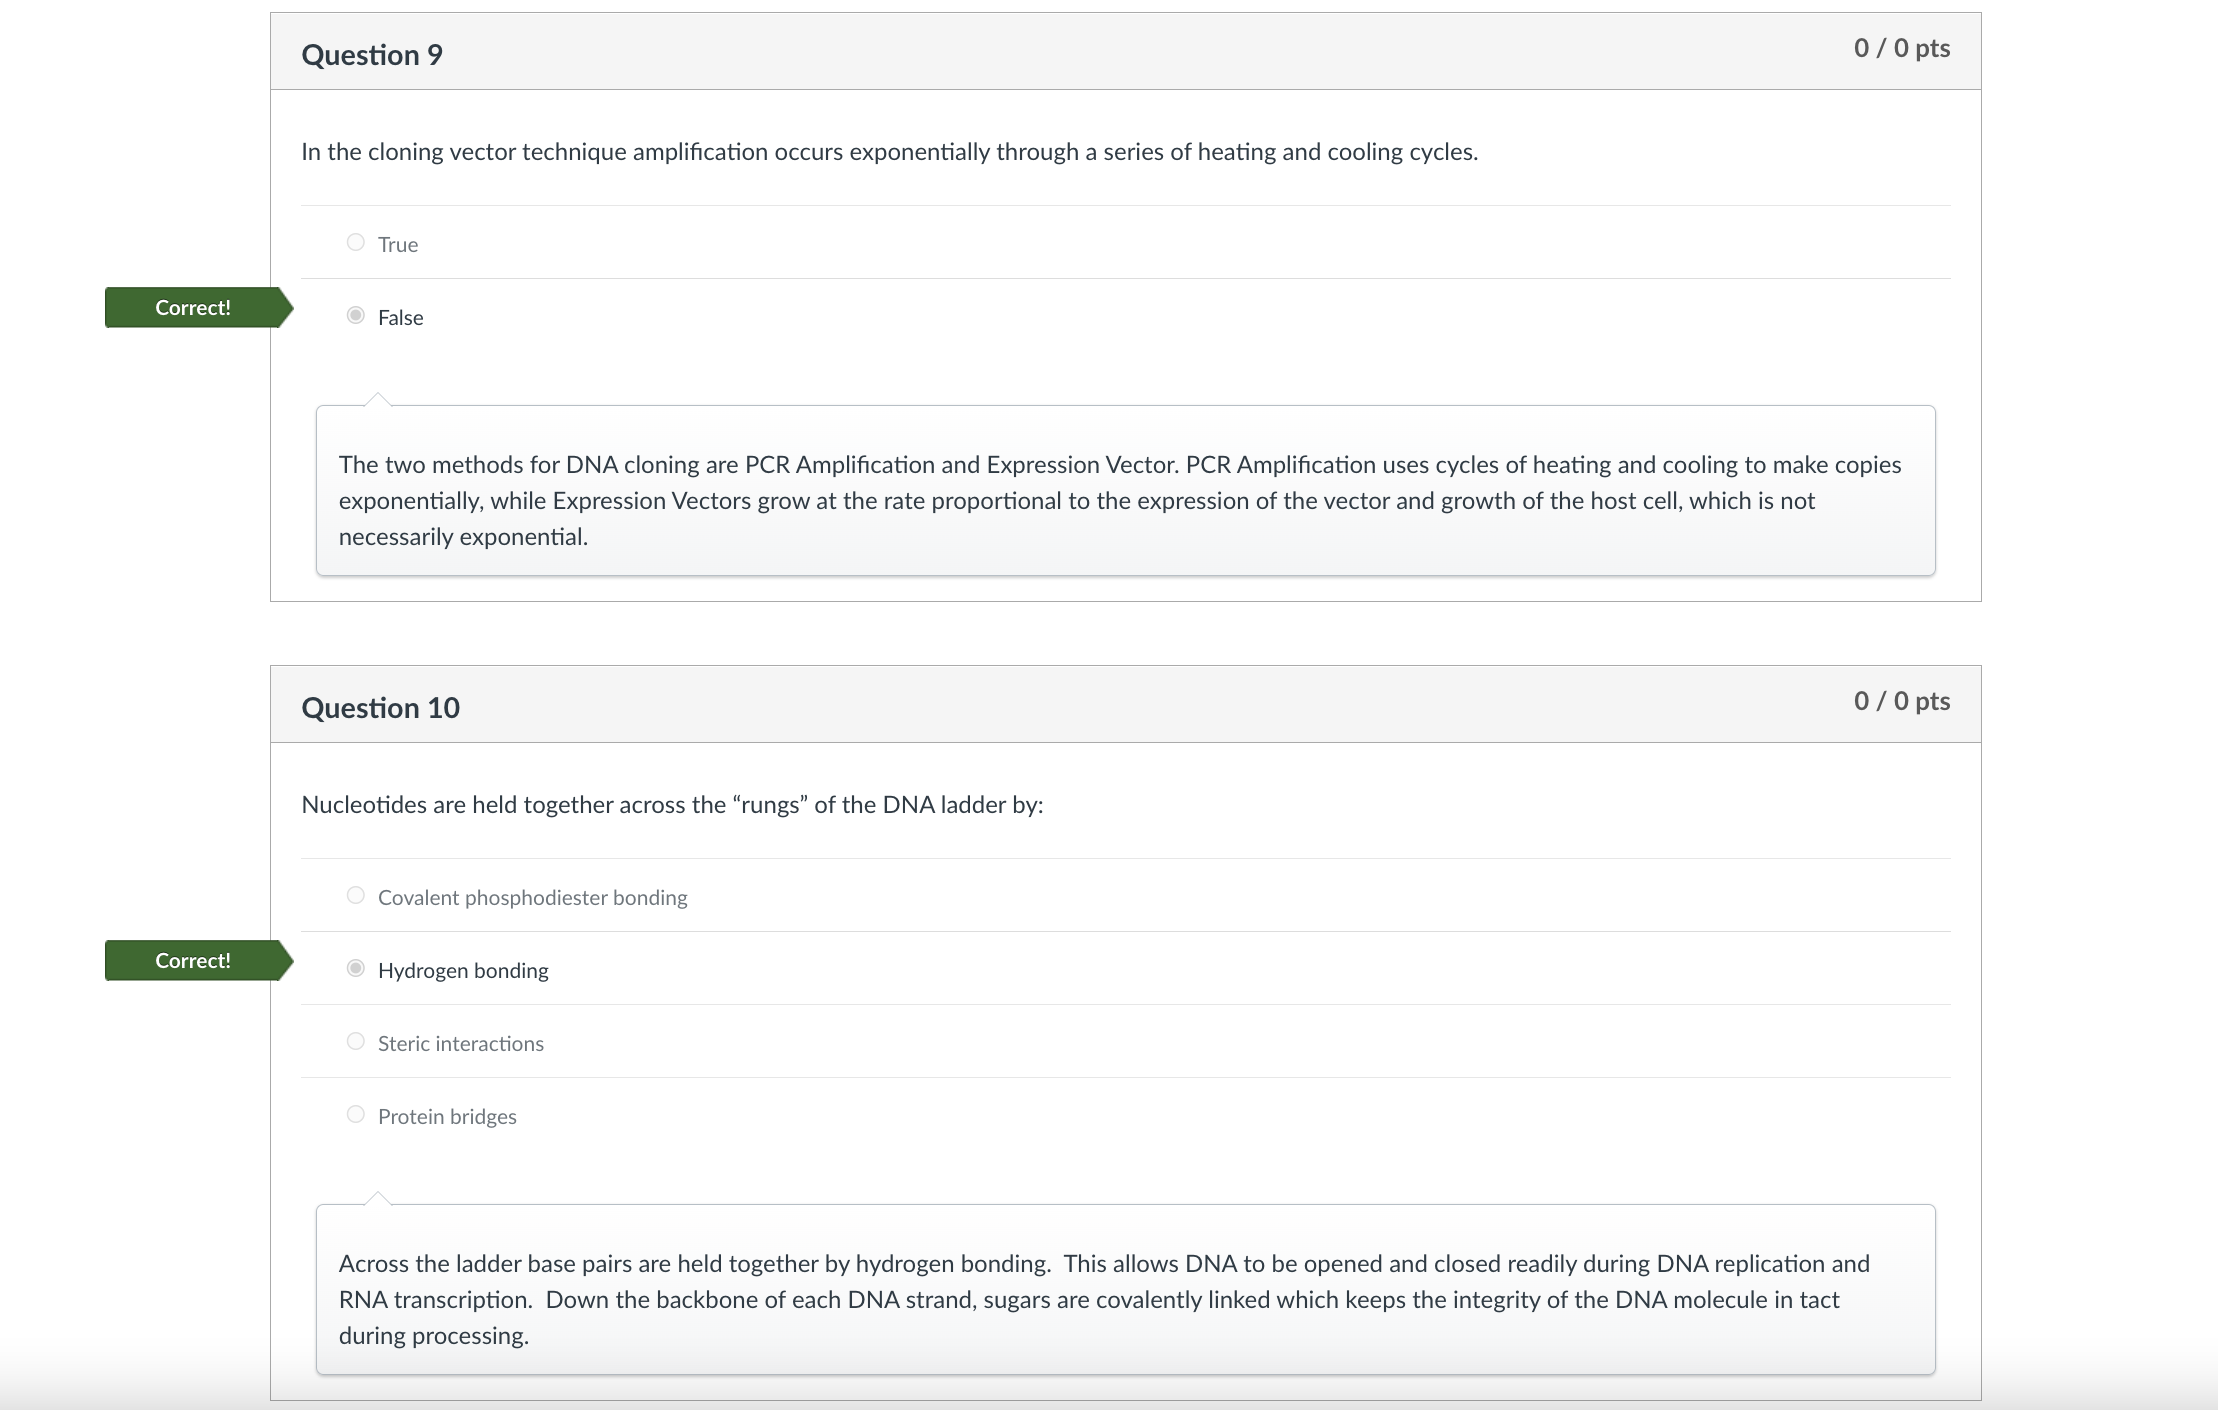 Question 9
0 / 0 pts
In the cloning vector technique amplification occurs exponentially through a series of heating and cooling cycles.
True
Correct!
False
The two methods for DNA cloning are PCR Amplification and Expression Vector. PCR Amplification uses cycles of heating and cooling to make copies
exponentially, while Expression Vectors grow at the rate proportional to the expression of the vector and growth of the host cell, which is not
necessarily exponential.
Question 10
0 / 0 pts
Nucleotides are held together across the “rungs” of the DNA ladder by:
Covalent phosphodiester bonding
Correct!
Hydrogen bonding
Steric interactions
Protein bridges
Across the ladder base pairs are held together by hydrogen bonding.  This allows DNA to be opened and closed readily during DNA replication and
RNA transcription.  Down the backbone of each DNA strand, sugars are covalently linked which keeps the integrity of the DNA molecule in tact
during processing.